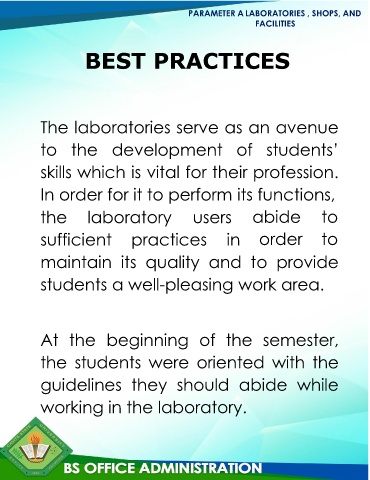 PARAMETER A LABORATORIES , SHOPS, AND
FACILITIES
BEST PRACTICES
The laboratories serve as an avenue
to the development of students'
skills which is vital for their profession.
In order for it to perform its functions,
the laboratory users abide to
sufficient practices in order to
maintain its quality and to provide
students a well-pleasing work area.
At the beginning of the semester,
the students were oriented with the
guidelines they should abide while
working in the laboratory.
BS OFFICE ADMINISTRATION